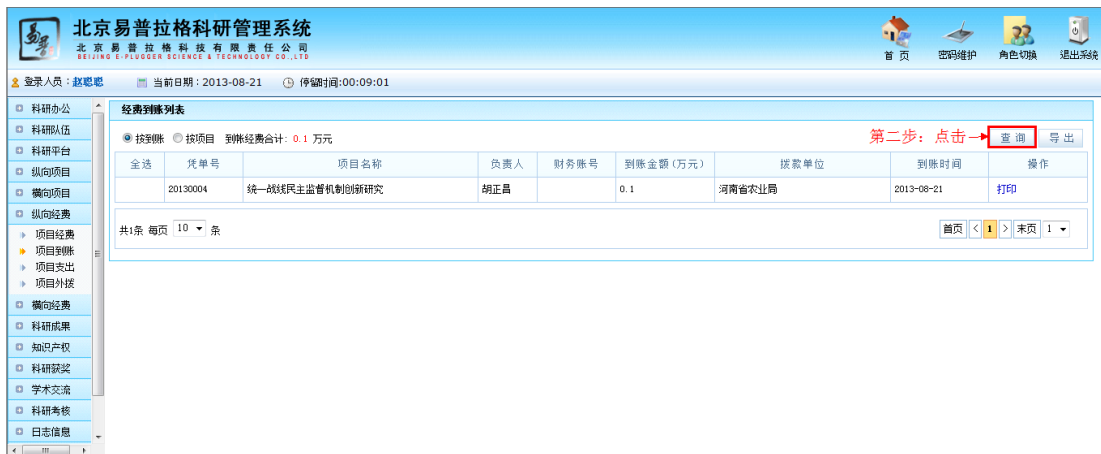 北京易普拉格科研管理系统
北京易普拉格科技有限责任公司
BEIJING E-PLUGGER SCIENCE & TECHNOLOGY CO.,LTD
首 页 密码维护 角色切换 退出系统
登录人员：赵聪聪 当前日期：2013-08-21 停留时间:00:09:01
科研办公
科研队伍
科研平台
纵向项目
横向项目
纵向经费
项目经费
项目到账
项目支出
项目外拨
横向经费
科研成果
知识产权
科研获奖
学术交流
科研考核
日志信息
经费到账列表
按到账 按项目 到帐经费合计: 0.1 万元
第二步：点击 查 询 导 出
全选 凭单号 项目名称 负责人 财务账号 到账金额(万元) 拨款单位 到账时间 操作
20130004 统一战线民主监督机制创新研究 胡正昌 0.1 河南省农业局 2013-08-21 打印
共1条 每页 10 条
首页 < 1 > 末页 1